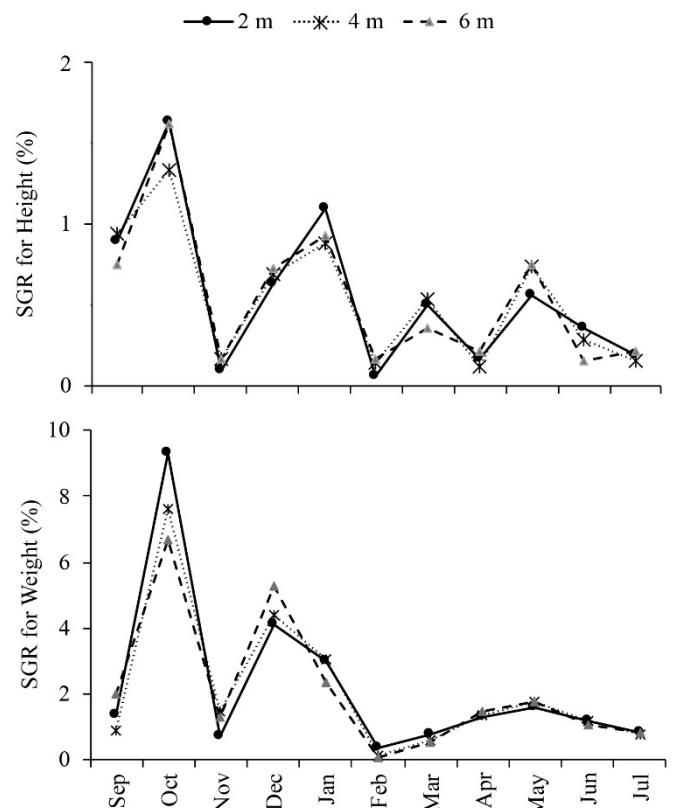 2 m 4 m 6 m
2
1
0
SGR for Height (%)
10
8
6
4
2
0
SGR for Weight (%)
Sep Oct Nov Dec Jan Feb Mar Apr May Jun Jul